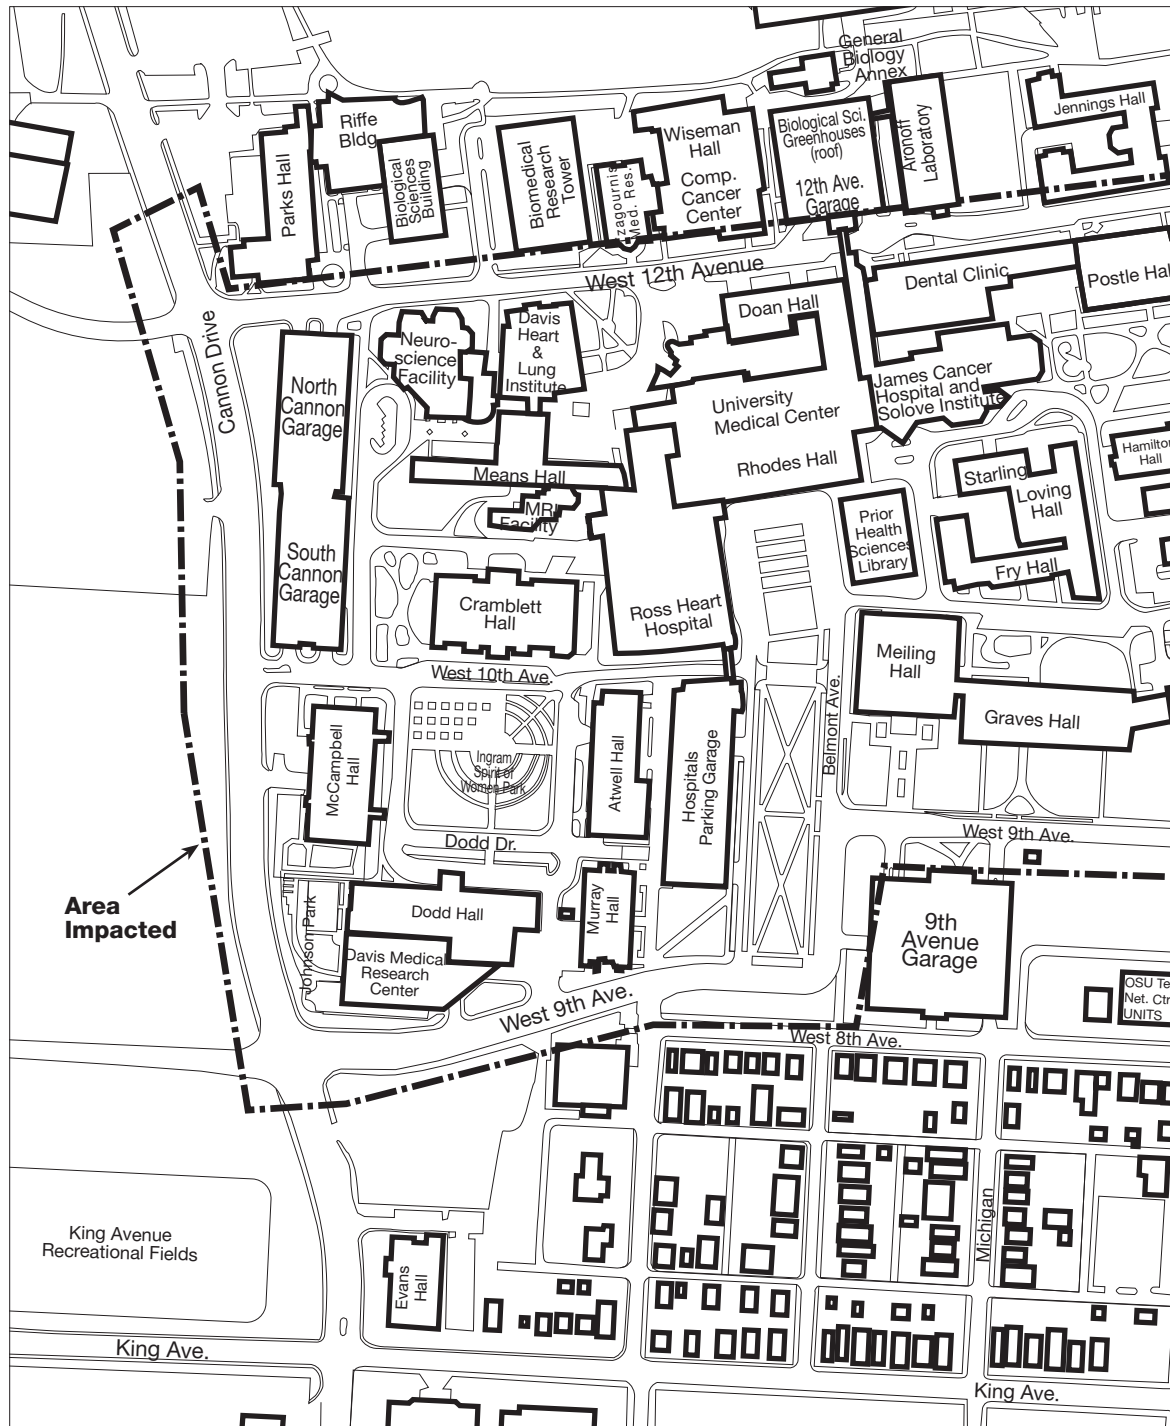 General
Biology
Annex
Jennings Hall
Riffe
Bldg.
Parks Hall
Biological
Sciences
Building
Biomedical
Research
Tower
Med. Res.
Wiseman
Hall
Comp.
Cancer
Center
Biological Sci.
Greenhouses
(roof)
12th Ave.
Garage
Aronoff
Laboratory
West 12th Avenue
Dental Clinic
Postle Hal
Doan Hall
Cannon Drive
Neuro-
science
Facility
Davis
Heart
&
Lung
Institute
North
Cannon
Garage
University
Medical Center
James Cancer
Hospital and
Solove Institute
Rhodes Hall
Means Hall
MRI
Facility
Hamilton
Hall
Starling
Loving
Hall
Fry Hall
Prior
Health
Sciences
Library
South
Cannon
Garage
Cramblett
Hall
Ross Heart
Hospital
West 10th Ave.
Meiling
Hall
Graves Hall
Belmont Ave.
McCampbell
Hall
Ingram
Spirit of
Women Park
Atwell Hall
Hospitals
Parking Garage
Dodd Dr.
West 9th Ave.
Area
Impacted
Johnson Park
Dodd Hall
Murray
Hall
Davis Medical
Research
Center
9th
Avenue
Garage
OSU Te
Net. Ctr
UNITS
West 9th Ave.
West 8th Ave.
Michigan
King Avenue
Recreational Fields
Evans
Hall
King Ave.
King Ave.